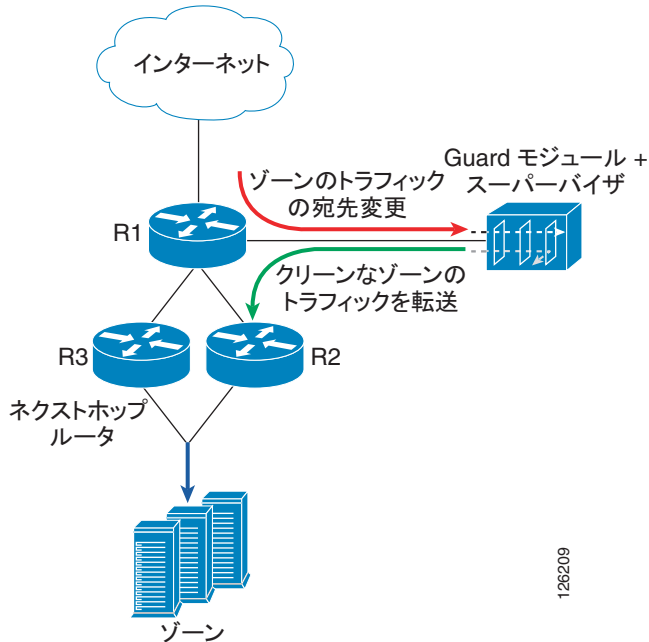 インターネット
Guard モジュール +
スーパーバイザ
ゾーンのトラフィック
の宛先変更
R1
クリーンなゾーンの
トラフィックを転送
R3
R2
ネクストホップ
ルータ
ゾーン
126209